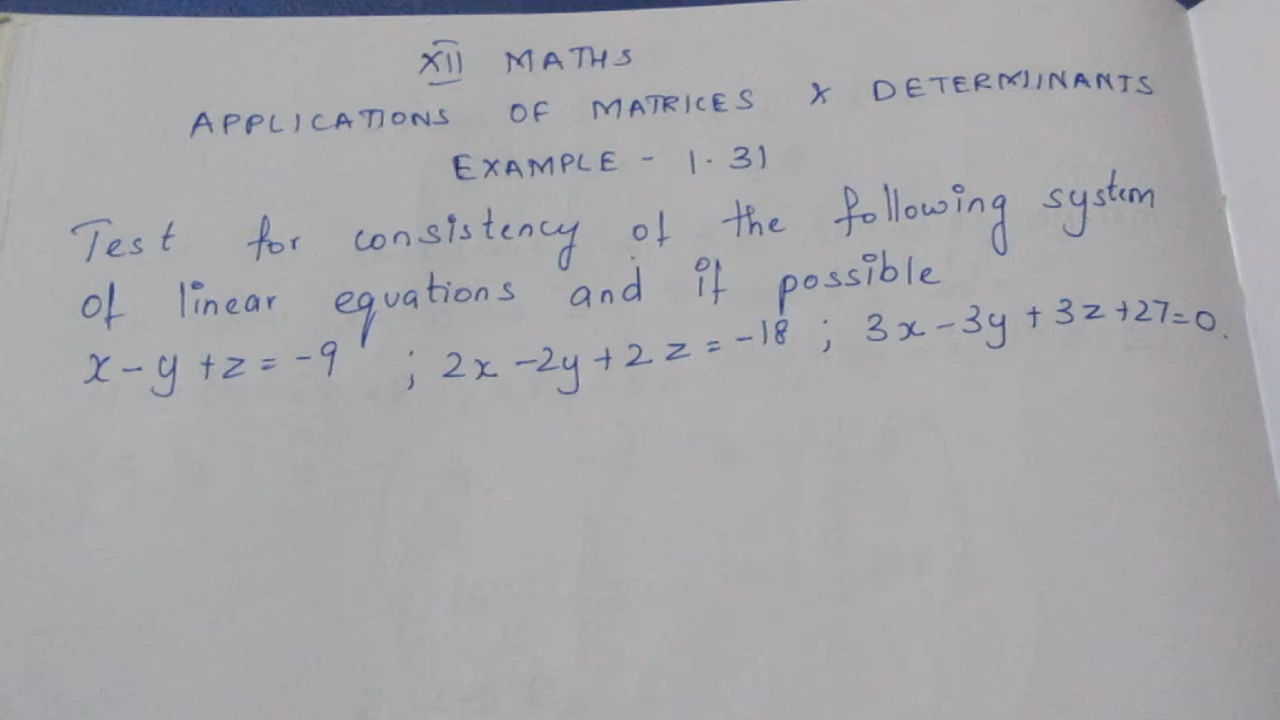 XII MATHS
APPLICATIONS OF MATRICES & DETERMINANTS
EXAMPLE - 1.31
Test for consistency of the following system
of linear equations and if possible
x - y + z = -9 ; 2x - 2y + 2z = -18 ; 3x - 3y + 3z + 27 = 0.